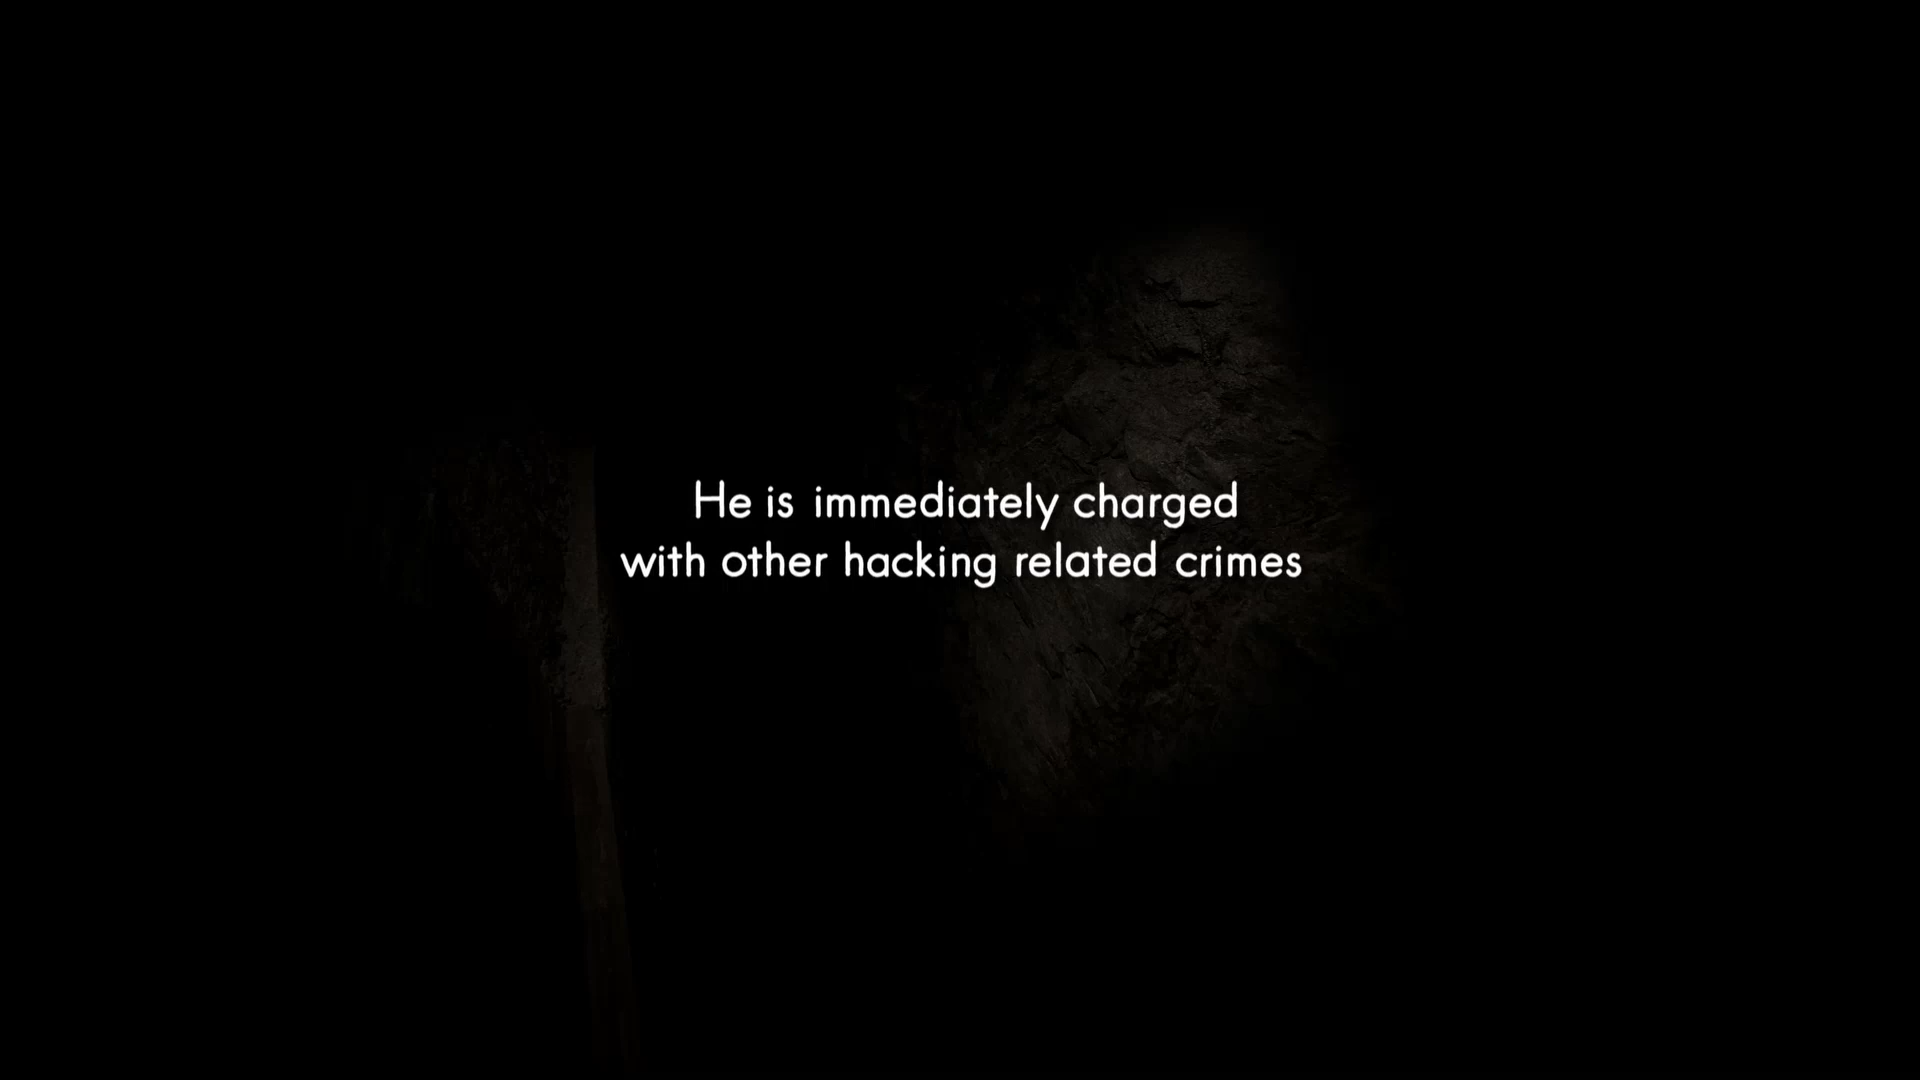 He is immediately charged
with other hacking related crimes